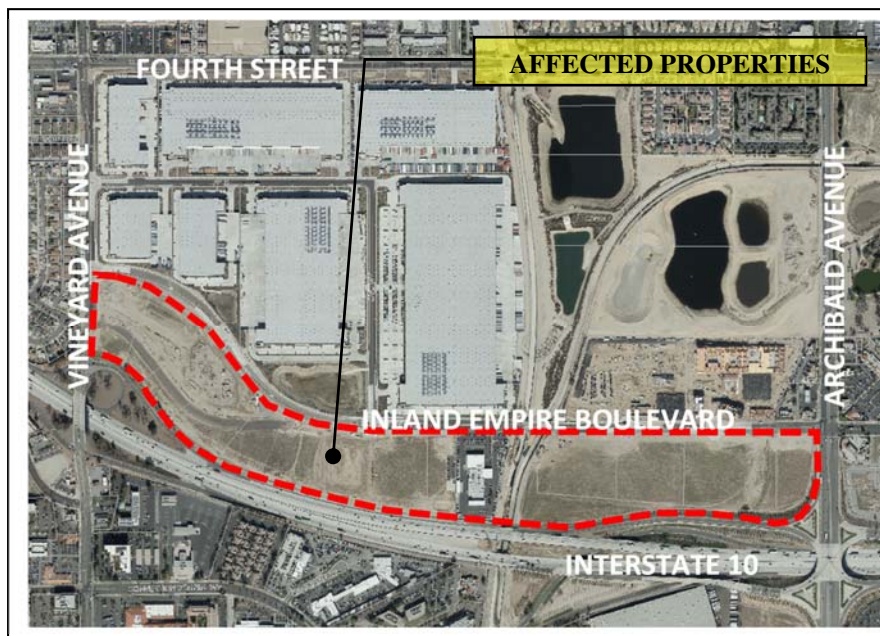 AFFECTED PROPERTIES
FOURTH STREET
VINEYARD AVENUE
ARCHIBALD AVENUE
INLAND EMPIRE BOULEVARD
INTERSTATE 10